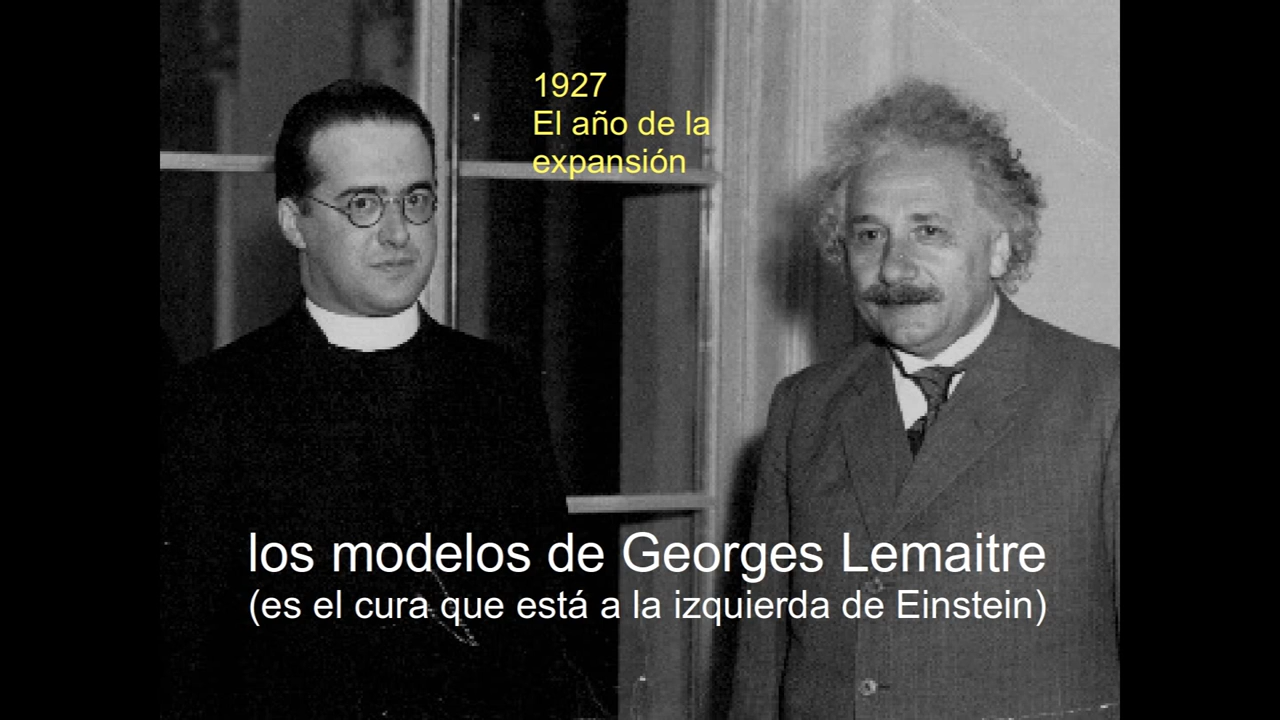 1927
El año de la
expansión
los modelos de Georges Lemaitre
(es el cura que está a la izquierda de Einstein)